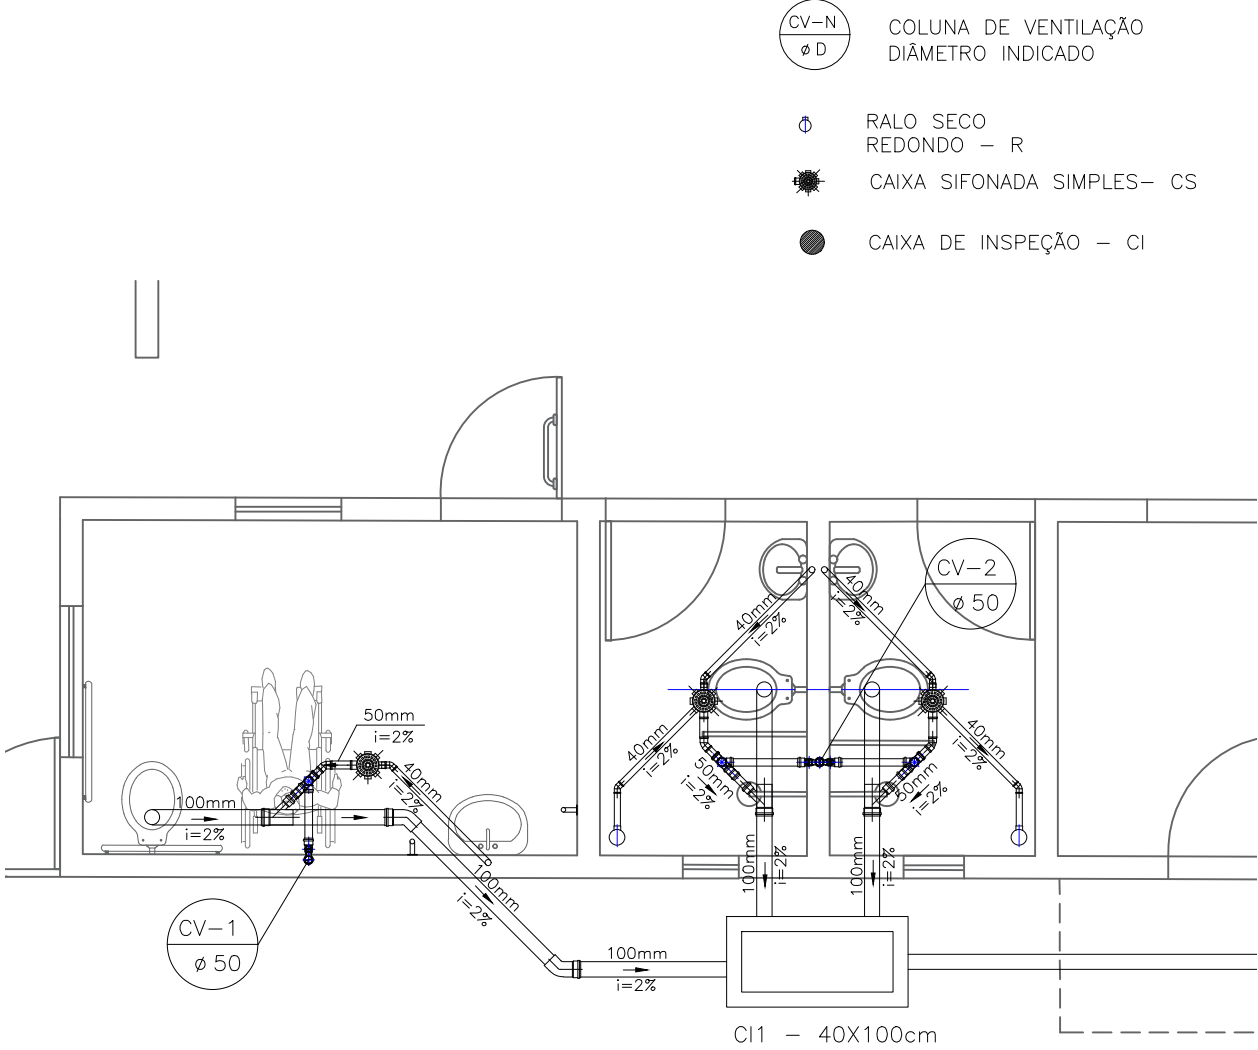 CV-N
ø D
COLUNA DE VENTILAÇÃO
DIÂMETRO INDICADO
RALO SECO
REDONDO - R
CAIXA SIFONADA SIMPLES- CS
CAIXA DE INSPEÇÃO - CI
CV-2
ø 50
40mm
i=2%
40mm
i=2%
50mm
i=2%
40mm
i=2%
40mm
i=2%
40mm
i=2%
50mm
i=2%
50mm
i=2%
100mm
i=2%
100mm
i=2%
100mm
i=2%
100mm
i=2%
CV-1
ø 50
100mm
i=2%
CI1 - 40X100cm